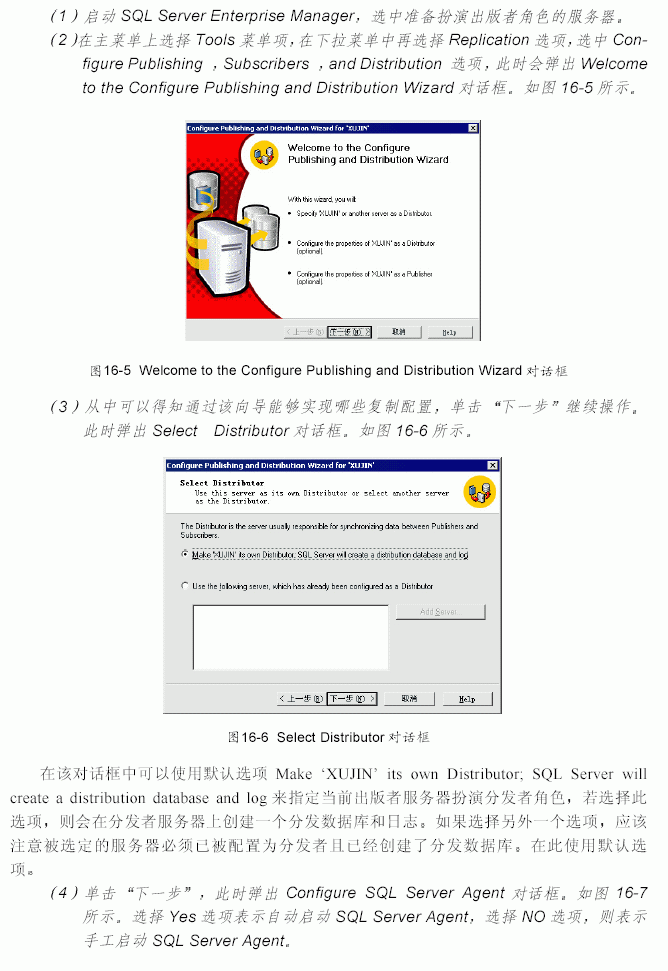 （1）启动 SQL Server Enterprise Manager，选中准备扮演出版者角色的服务器。
（2）在主菜单上选择 Tools 菜单项，在下拉菜单中再选择 Replication 选项，选中 Con-
figure Publishing ，Subscribers ，and Distribution 选项，此时会弹出 Welcome
to the Configure Publishing and Distribution Wizard 对话框。如图 16-5 所示。
Configure Publishing and Distribution Wizard for 'XUJIN'
Welcome to the Configure
Publishing and Distribution Wizard
With this wizard, you will:
• Specify 'XUJIN' or another server as a Distributor.
• Configure the properties of 'XUJIN' as a Distributor
(optional).
• Configure the properties of 'XUJIN' as a Publisher
(optional).
< 上一步(B) 下一步(N) > 取消 Help
图16-5 Welcome to the Configure Publishing and Distribution Wizard 对话框
（3）从中可以得知通过该向导能够实现哪些复制配置，单击“下一步”继续操作。
此时弹出 Select Distributor 对话框。如图 16-6 所示。
Configure Publishing and Distribution Wizard for 'XUJIN'
Select Distributor
Use this server as its own Distributor or select another server
as the Distributor.
The Distributor is the server usually responsible for synchronizing data between Publishers and
Subscribers.
Make 'XUJIN' its own Distributor; SQL Server will create a distribution database and log
Use the following server, which has already been configured as a Distributor
Add Server...
< 上一步(B) 下一步(N) > 取消 Help
图16-6 Select Distributor 对话框
在该对话框中可以使用默认选项 Make ‘XUJIN’ its own Distributor; SQL Server will
create a distribution database and log 来指定当前出版者服务器扮演分发者角色，若选择此
选项，则会在分发者服务器上创建一个分发数据库和日志。如果选择另外一个选项，应该
注意被选定的服务器必须已被配置为分发者且已经创建了分发数据库。在此使用默认选
项。
（4）单击“下一步”，此时弹出 Configure SQL Server Agent 对话框。如图 16-7
所示。选择 Yes 选项表示自动启动 SQL Server Agent，选择 NO 选项，则表示
手工启动 SQL Server Agent。